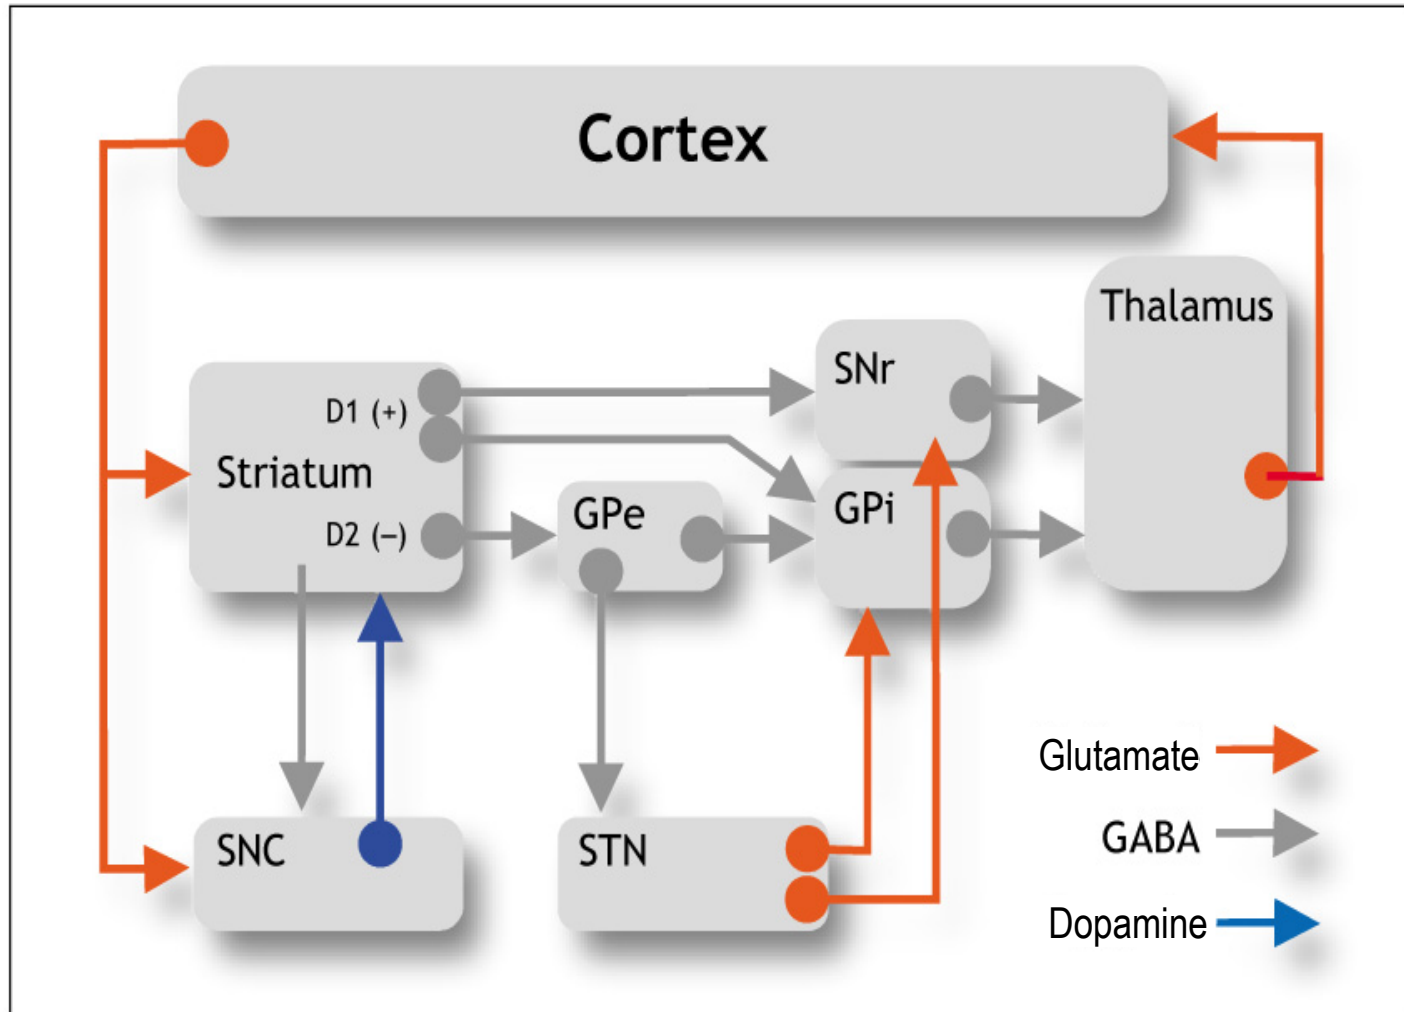 Cortex
Thalamus
SNr
D1 (+)
Striatum
GPe
GPi
D2 (–)
SNC
STN
Glutamate
GABA
Dopamine